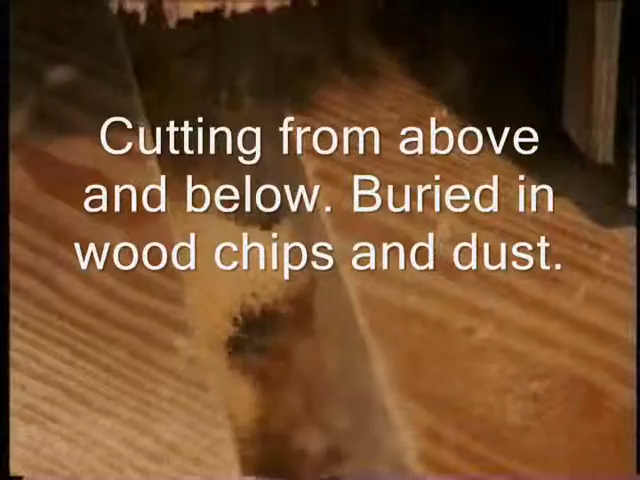 Cutting from above
and below. Buried in
wood chips and dust.